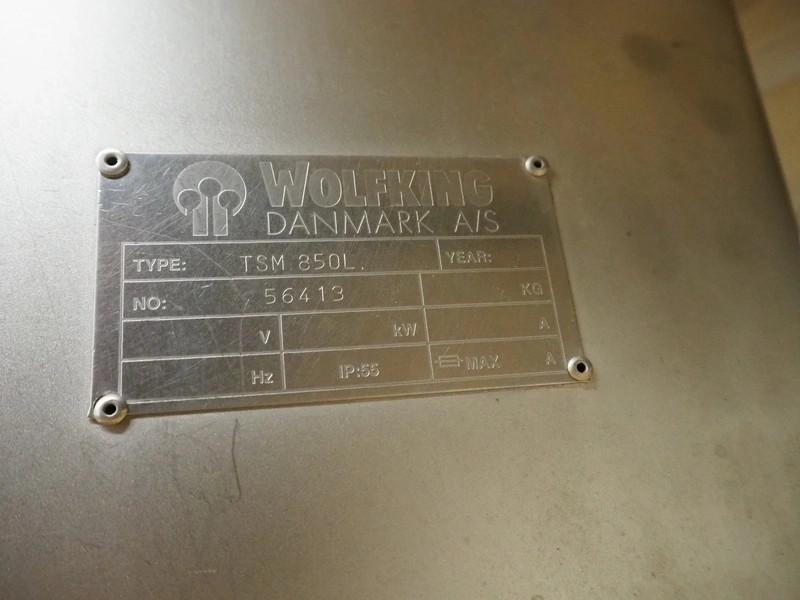 WOLFKING
DANMARK A/S
TYPE: TSM 850L. YEAR:
NO: 56413 KG
V kW A
Hz IP:55 MAX A